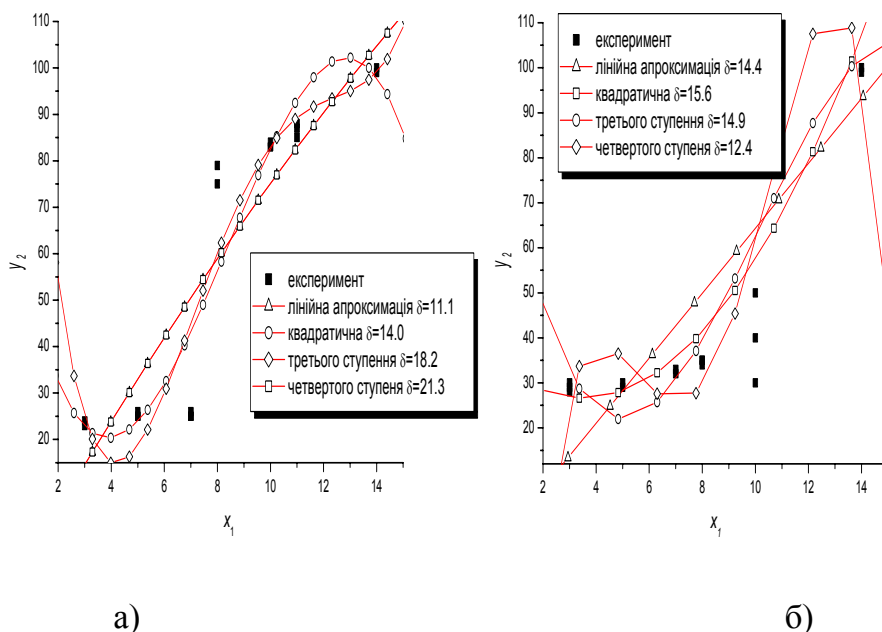 110
100
90
80
70
60
50
40
30
20
y2
експеримент
лінійна апроксимація δ=11.1
квадратична δ=14.0
третього ступення δ=18.2
четвертого ступеня δ=21.3
2 4 6 8 10 12 14
x1
а)
110
100
90
80
70
60
50
40
30
20
y2
експеримент
лінійна апроксимація δ=14.4
квадратична δ=15.6
третього ступення δ=14.9
четвертого ступеня δ=12.4
2 4 6 8 10 12 14
x1
б)